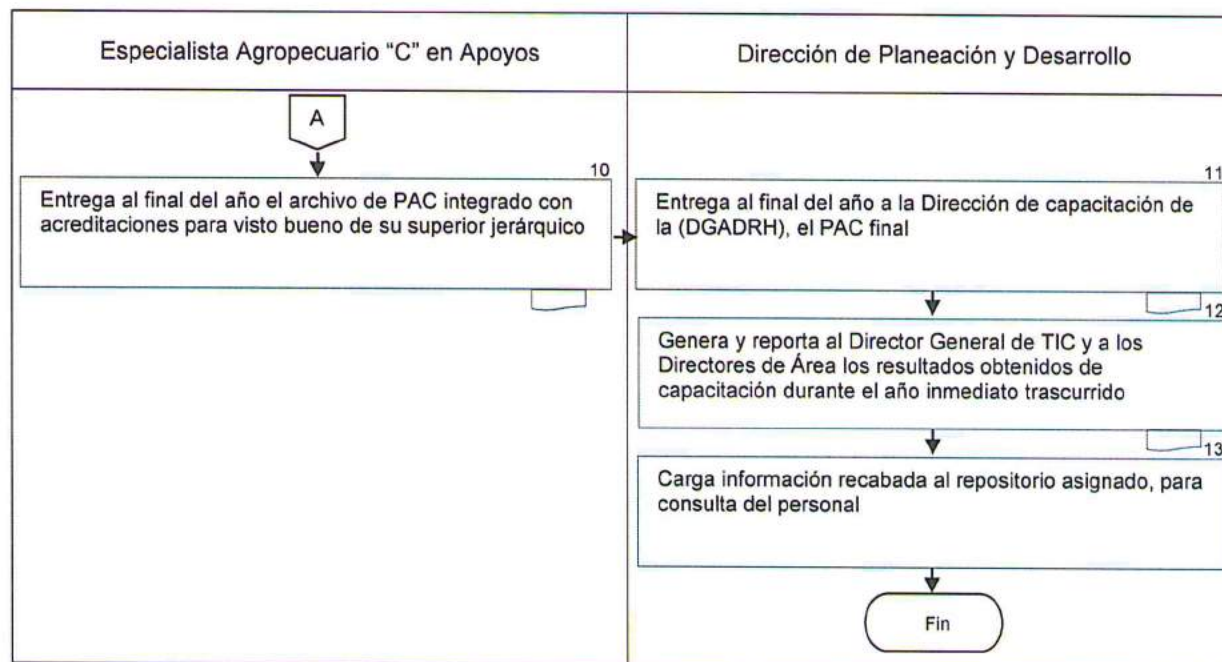 Especialista Agropecuario “C” en Apoyos
Dirección de Planeación y Desarrollo
A
10
Entrega al final del año el archivo de PAC integrado con
acreditaciones para visto bueno de su superior jerárquico
11
Entrega al final del año a la Dirección de capacitación de
la (DGADRH), el PAC final
12
Genera y reporta al Director General de TIC y a los
Directores de Área los resultados obtenidos de
capacitación durante el año inmediato trascurrido
13
Carga información recabada al repositorio asignado, para
consulta del personal
Fin